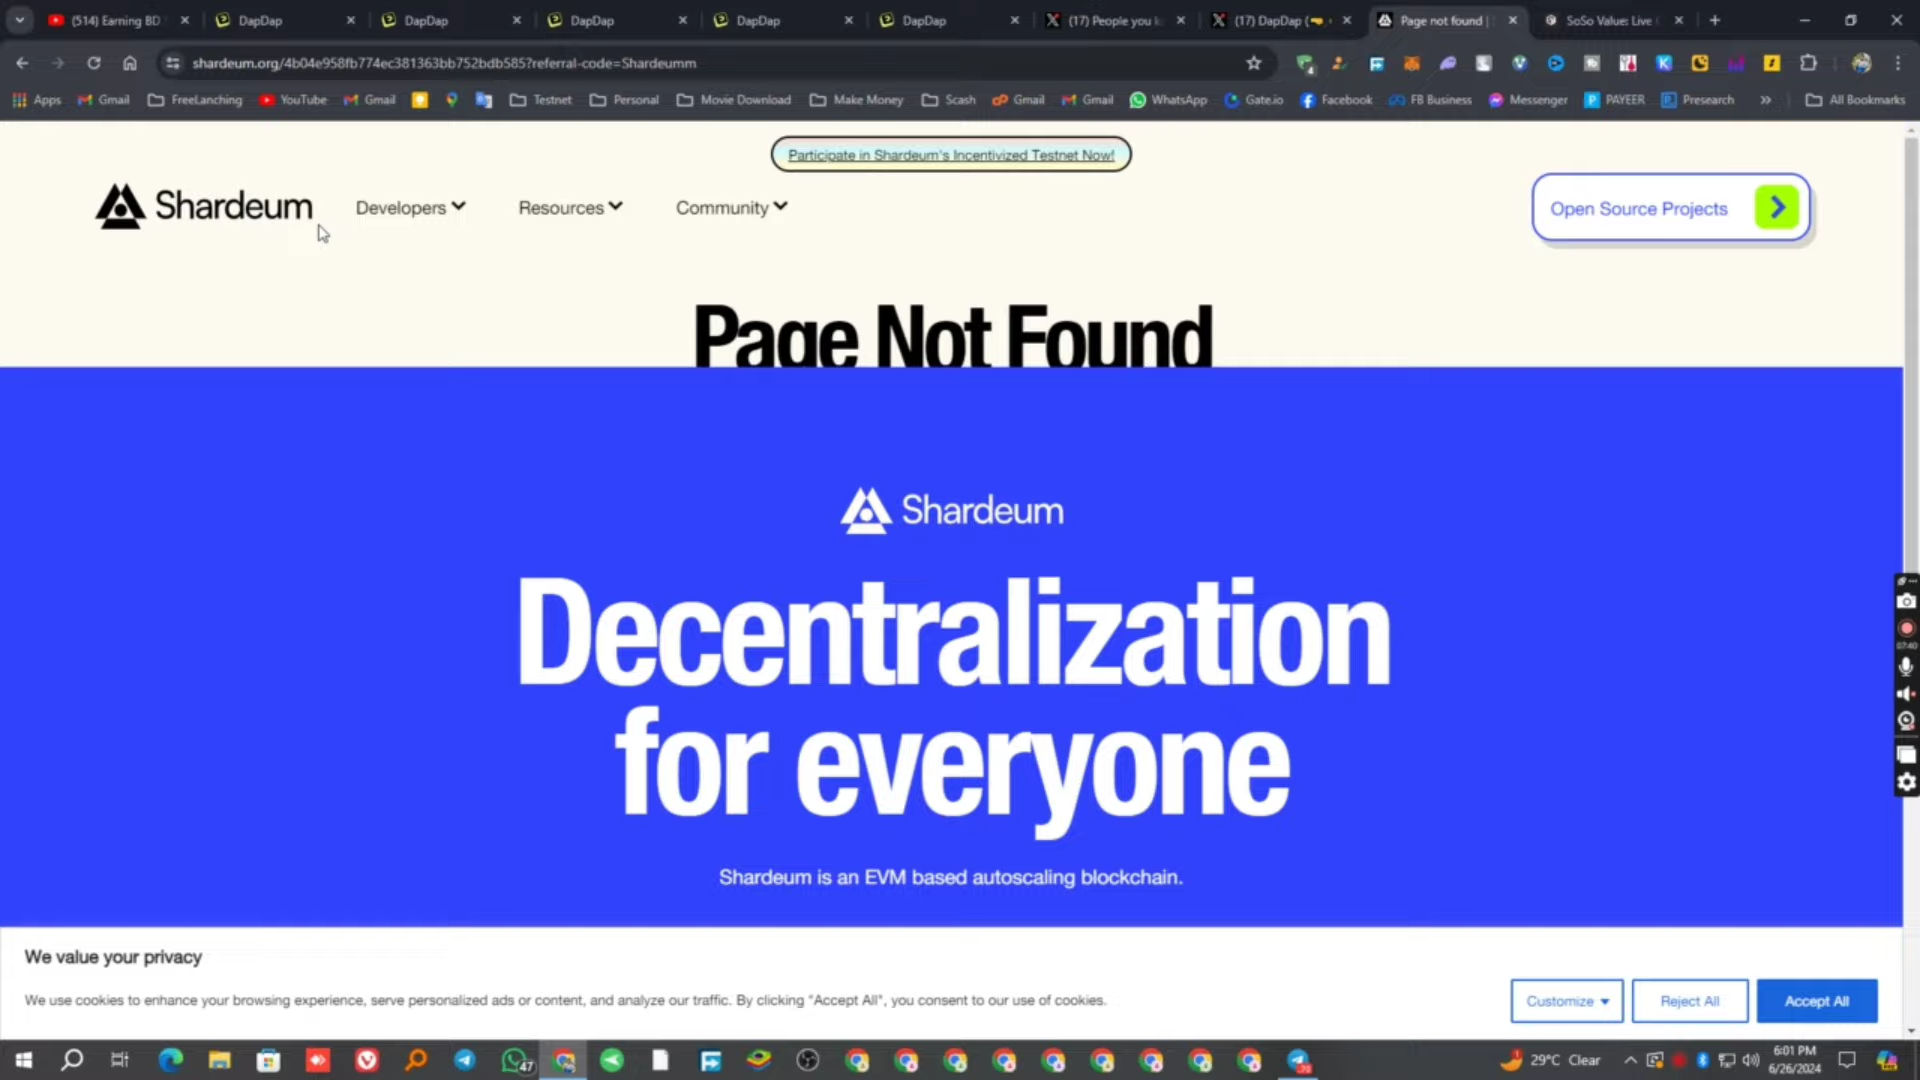 (514) Earning BD
DapDap
DapDap
DapDap
DapDap
DapDap
(17) People you k
(17) DapDap (
Page not found |
SoSo Value: Live
shardeum.org/4b04e958fb774ec381363bb752bdb585?referral-code=Shardeumm
Apps
Gmail
FreeLanching
YouTube
Gmail
Testnet
Personal
Movie Download
Make Money
Scash
Gmail
Gmail
WhatsApp
Gate.io
Facebook
FB Business
Messenger
PAYEER
Presearch
All Bookmarks
Participate in Shardeum's Incentivized Testnet Now!
Shardeum
Developers
Resources
Community
Open Source Projects
Page Not Found
Shardeum
Decentralization
for everyone
Shardeum is an EVM based autoscaling blockchain.
07:40
We value your privacy
We use cookies to enhance your browsing experience, serve personalized ads or content, and analyze our traffic. By clicking "Accept All", you consent to our use of cookies.
Customize
Reject All
Accept All
47
29°C Clear
6:01 PM
6/26/2024